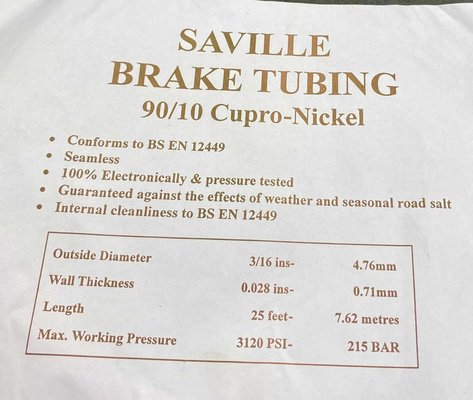 SAVILLE
BRAKE TUBING
90/10 Cupro-Nickel
• Conforms to BS EN 12449
• Seamless
• 100% Electronically & pressure tested
• Guaranteed against the effects of weather and seasonal road salt
• Internal cleanliness to BS EN 12449
Outside Diameter 3/16 ins- 4.76mm
Wall Thickness 0.028 ins- 0.71mm
Length 25 feet- 7.62 metres
Max. Working Pressure 3120 PSI- 215 BAR